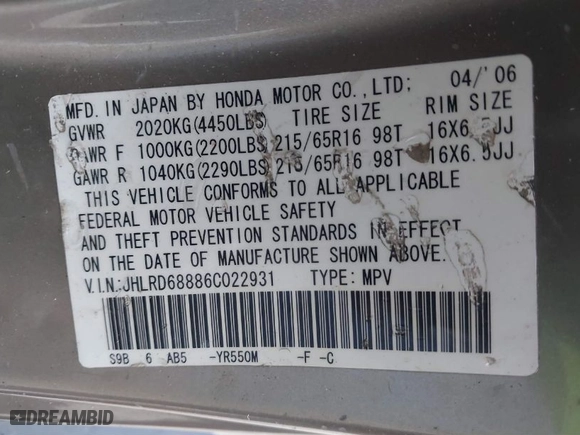 MFD. IN JAPAN BY HONDA MOTOR CO.,LTD; 04/'06
GVWR 2020KG(4450LBS) TIRE SIZE RIM SIZE
GAWR F 1000KG(2200LBS) 215/65R16 98T 16X6.5JJ
GAWR R 1040KG(2290LBS) 215/65R16 98T 16X6.5JJ
THIS VEHICLE CONFORMS TO ALL APPLICABLE
FEDERAL MOTOR VEHICLE SAFETY
AND THEFT PREVENTION STANDARDS IN EFFECT
ON THE DATE OF MANUFACTURE SHOWN ABOVE.
V.I.N:JHLRD68886C022931 TYPE: MPV
S9B 6 AB5 -YR550M -F -C
DREAMBID